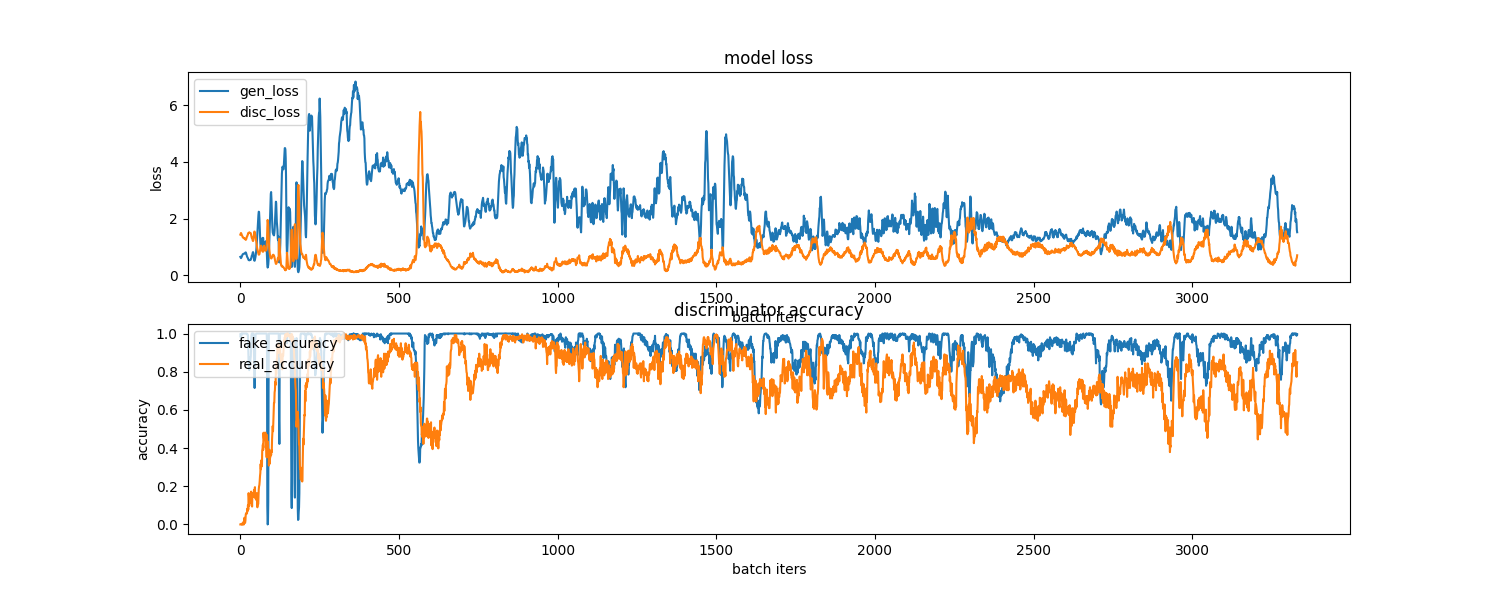 model loss
gen_loss
disc_loss
6
4
2
0
loss
0 500 1000 1500 2000 2500 3000
batch iters
discriminator accuracy
fake_accuracy
real_accuracy
1.0
0.8
0.6
0.4
0.2
0.0
accuracy
0 500 1000 1500 2000 2500 3000
batch iters